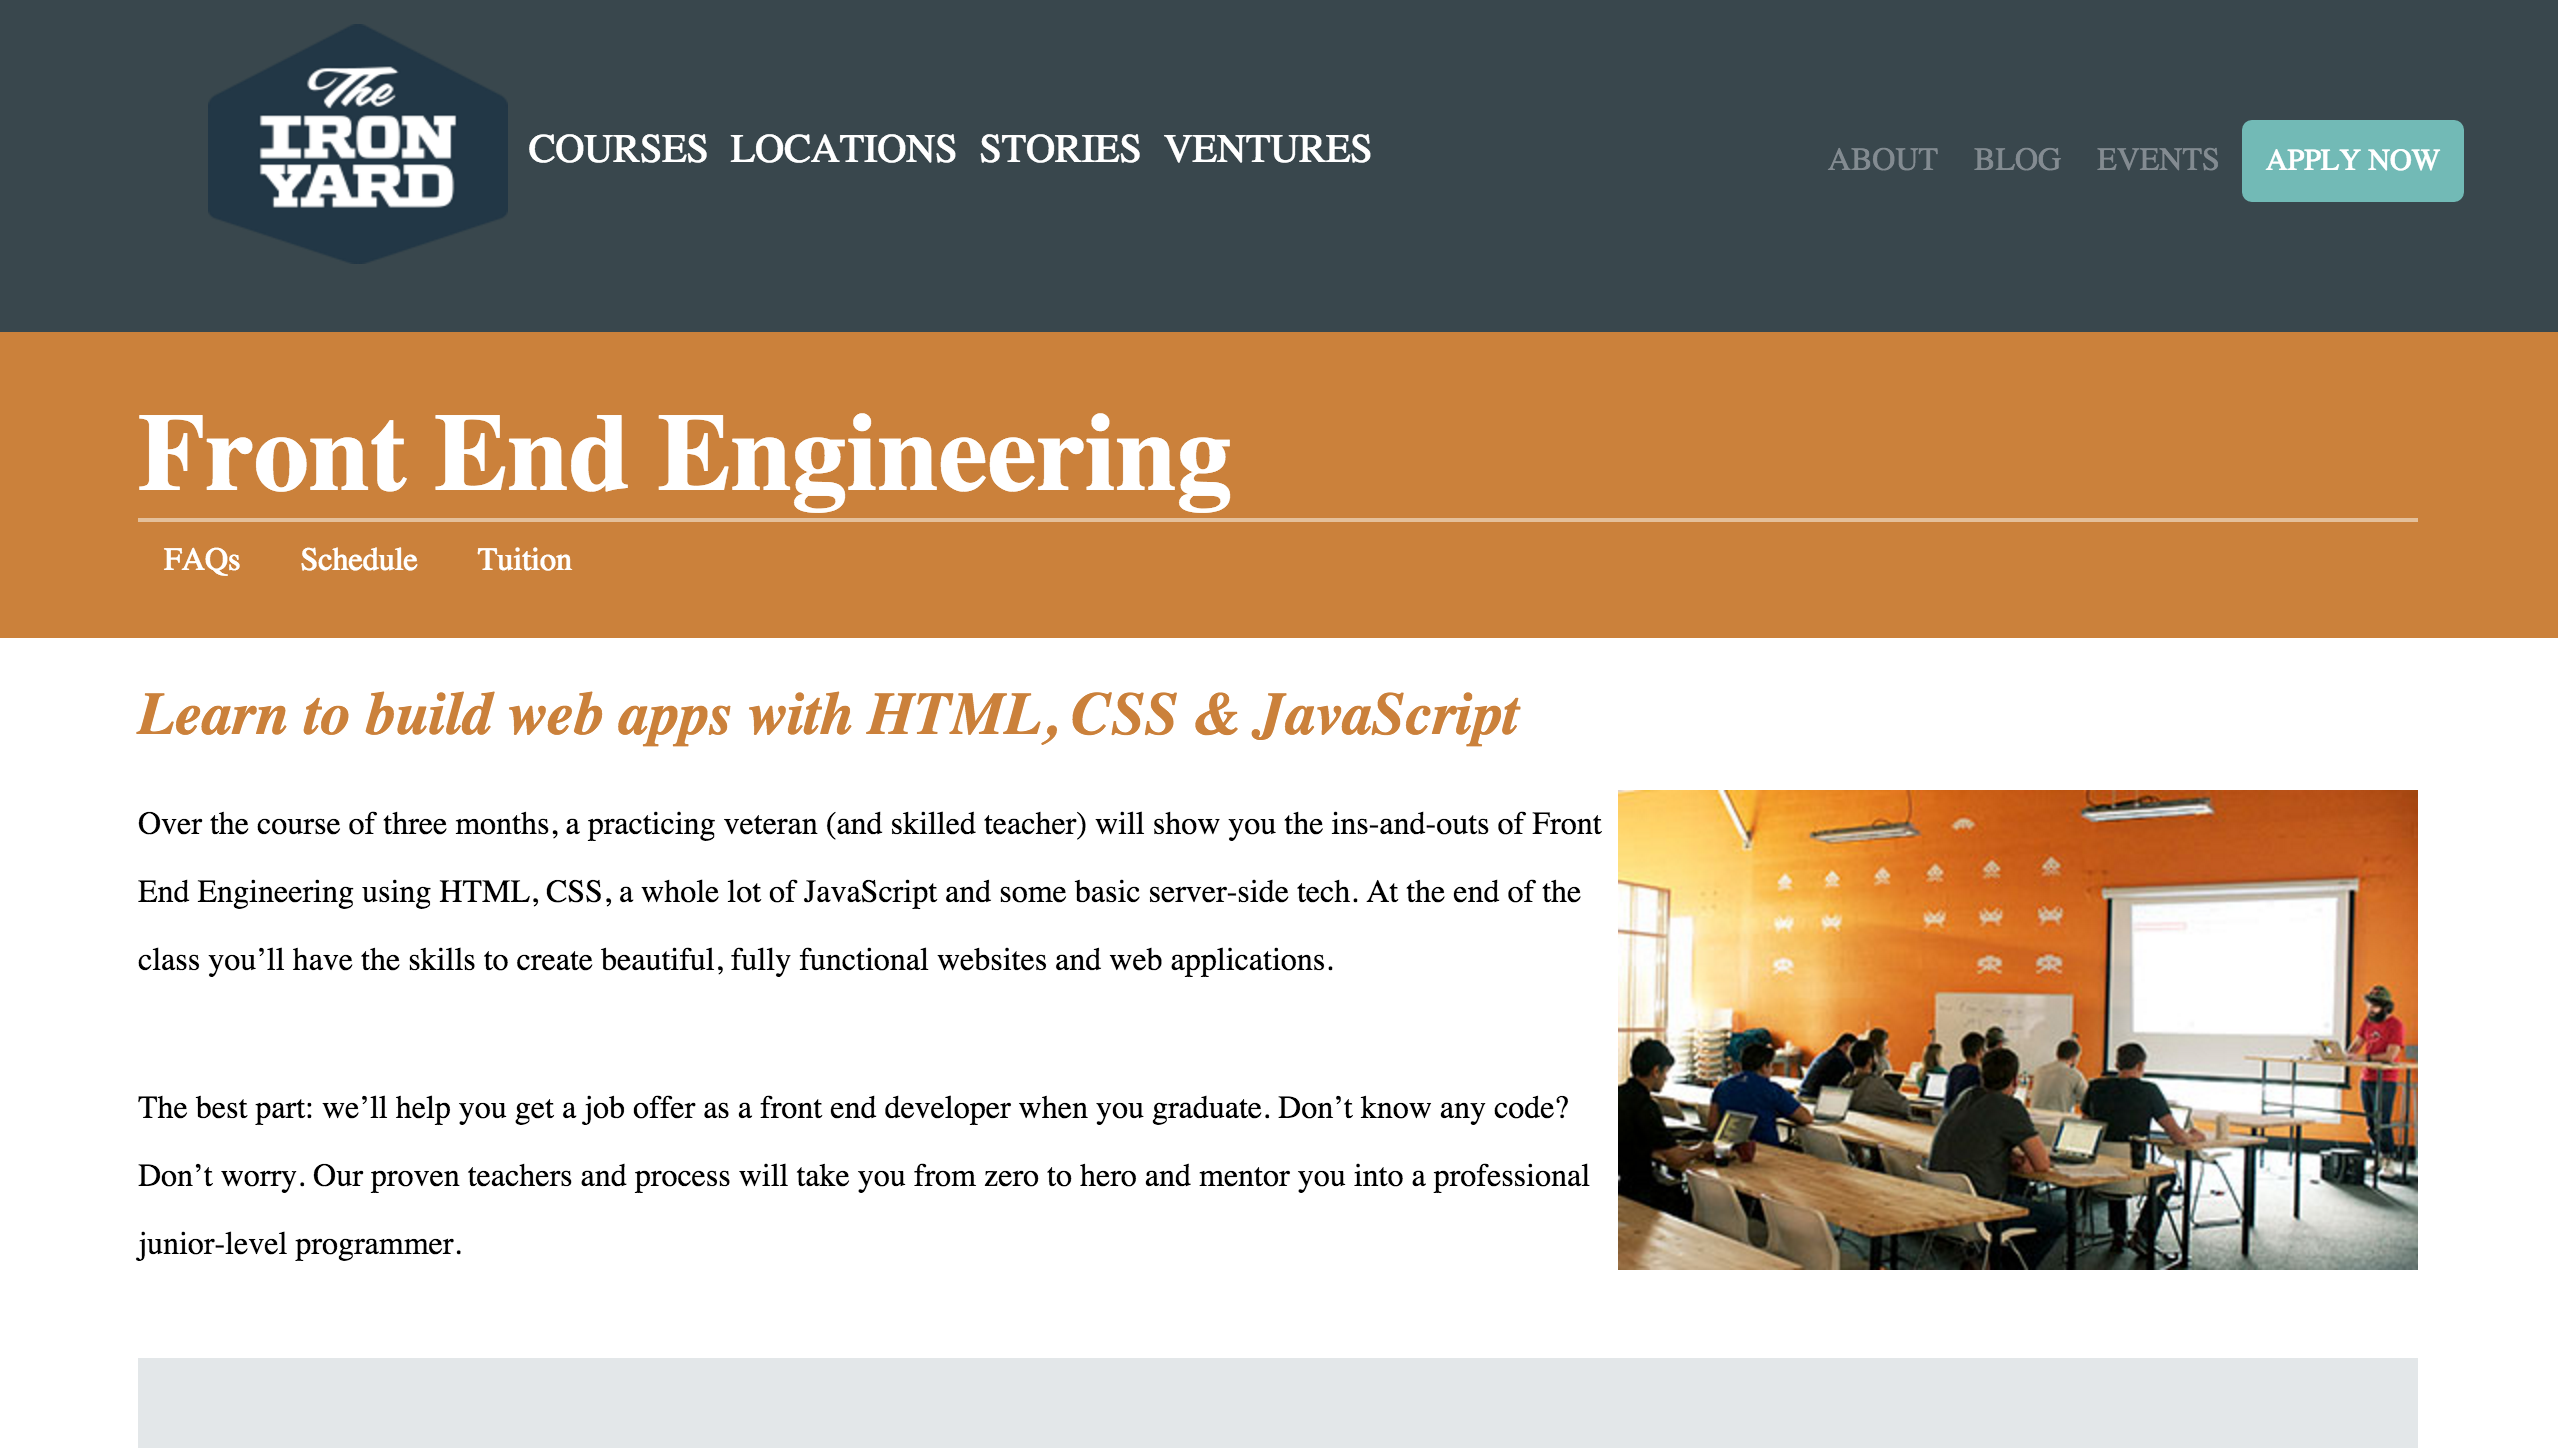 The
IRON
YARD
COURSES LOCATIONS STORIES VENTURES
ABOUT BLOG EVENTS APPLY NOW
Front End Engineering
FAQs Schedule Tuition
Learn to build web apps with HTML, CSS & JavaScript
Over the course of three months, a practicing veteran (and skilled teacher) will show you the ins-and-outs of Front
End Engineering using HTML, CSS, a whole lot of JavaScript and some basic server-side tech. At the end of the
class you’ll have the skills to create beautiful, fully functional websites and web applications.
The best part: we’ll help you get a job offer as a front end developer when you graduate. Don’t know any code?
Don’t worry. Our proven teachers and process will take you from zero to hero and mentor you into a professional
junior-level programmer.